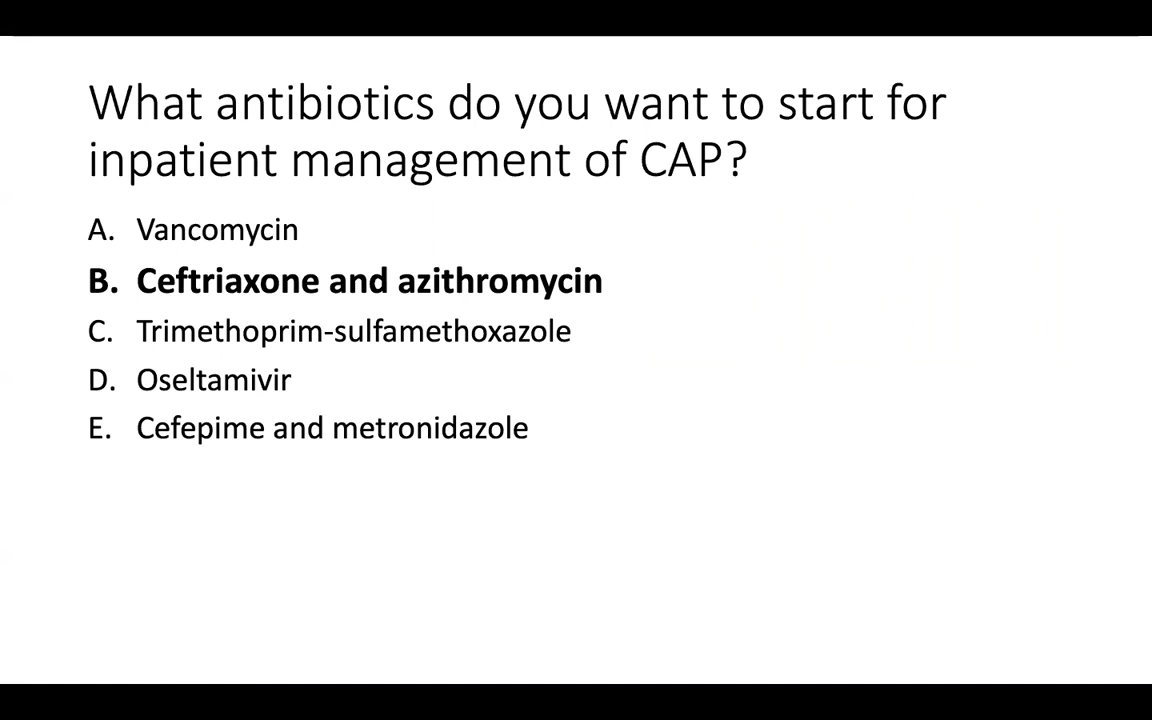 What antibiotics do you want to start for
inpatient management of CAP?
A. Vancomycin
B. Ceftriaxone and azithromycin
C. Trimethoprim-sulfamethoxazole
D. Oseltamivir
E. Cefepime and metronidazole